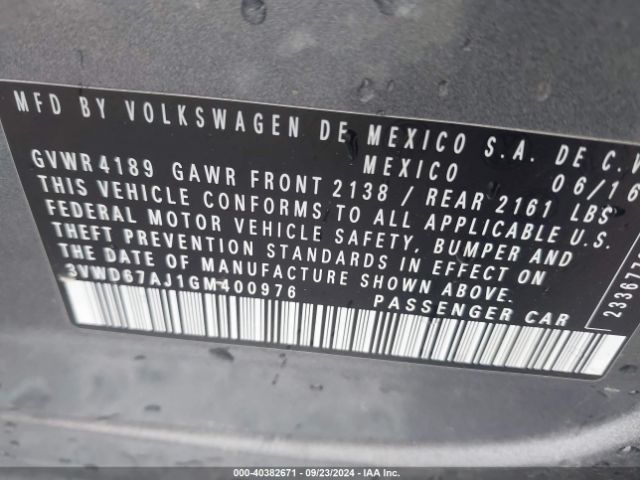 MFD BY VOLKSWAGEN DE MEXICO S.A. DE C.V
MEXICO 06/16
GVWR 4189 GAWR FRONT 2138 / REAR 2161 LBS
THIS VEHICLE CONFORMS TO ALL APPLICABLE U.S.
FEDERAL MOTOR VEHICLE SAFETY, BUMPER AND
THEFT PREVENTION STANDARDS IN EFFECT ON
THE DATE OF MANUFACTURE SHOWN ABOVE.
3VWD67AJ1GM400976 PASSENGER CAR
000-40382671 - 09/23/2024 - IAA Inc.